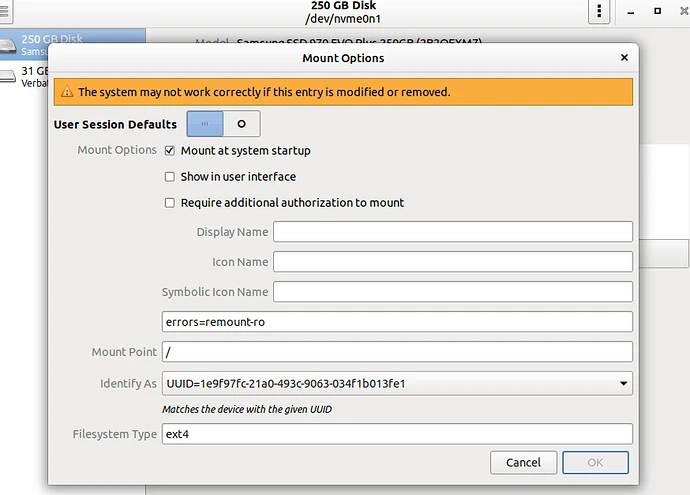 250 GB Disk
/dev/nvme0n1
250 GB Disk
Samsu
31 GB
Verbat
Mount Options
The system may not work correctly if this entry is modified or removed.
User Session Defaults
Mount Options
Mount at system startup
Show in user interface
Require additional authorization to mount
Display Name
Icon Name
Symbolic Icon Name
errors=remount-ro
Mount Point
/
Identify As
UUID=1e9f97fc-21a0-493c-9063-034f1b013fe1
Matches the device with the given UUID
Filesystem Type
ext4
Cancel
OK